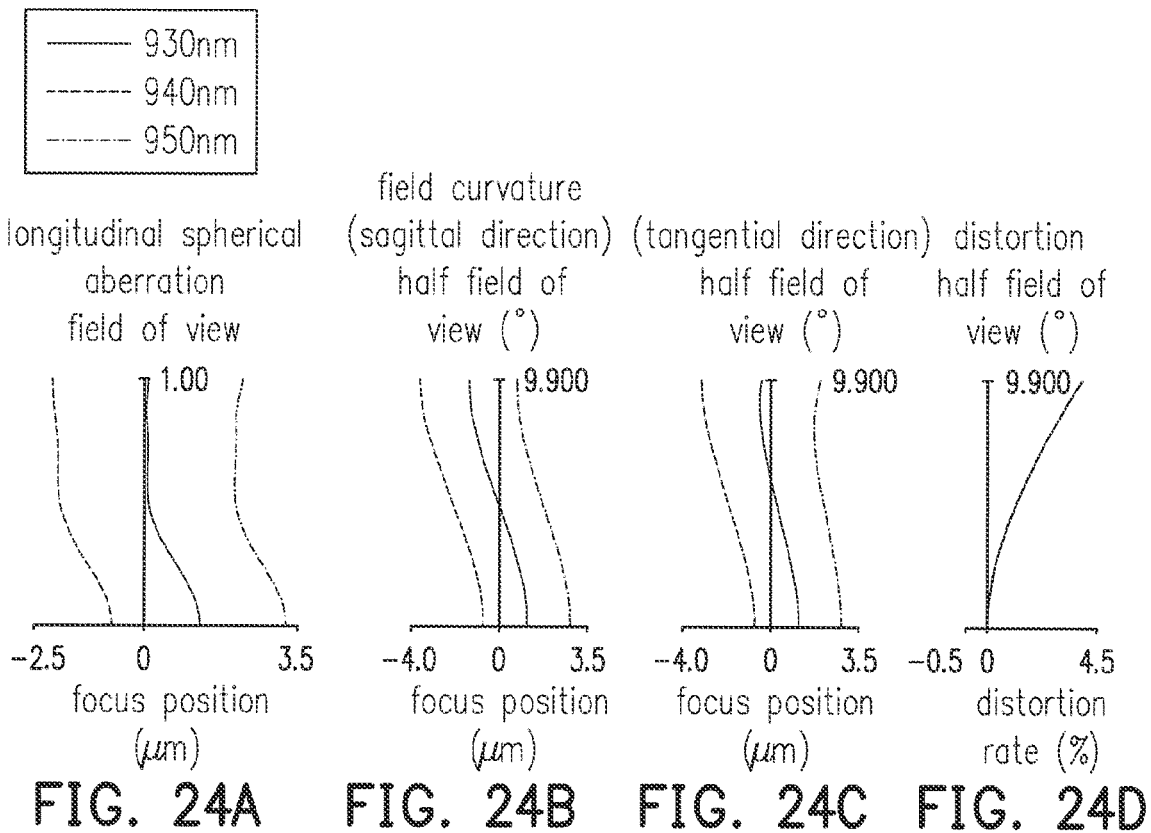 930nm
940nm
950nm
longitudinal spherical
aberration
field of view
1.00
-2.5 0 3.5
focus position
(μm)
FIG. 24A
field curvature
(sagittal direction)
half field of
view (°)
9.900
-4.0 0 3.5
focus position
(μm)
FIG. 24B
(tangential direction)
half field of
view (°)
9.900
-4.0 0 3.5
focus position
(μm)
FIG. 24C
distortion
half field of
view (°)
9.900
-0.5 0 4.5
distortion
rate (%)
FIG. 24D